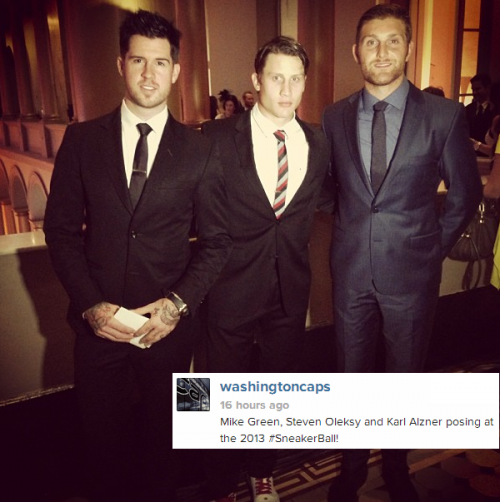 washingtoncaps
16 hours ago
Mike Green, Steven Oleksy and Karl Alzner posing at
the 2013 #SneakerBall!